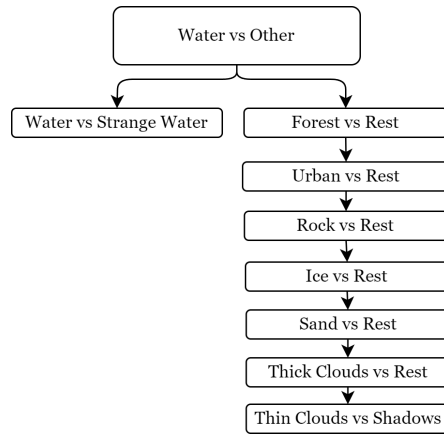 Water vs Other
Water vs Strange Water
Forest vs Rest
Urban vs Rest
Rock vs Rest
Ice vs Rest
Sand vs Rest
Thick Clouds vs Rest
Thin Clouds vs Shadows